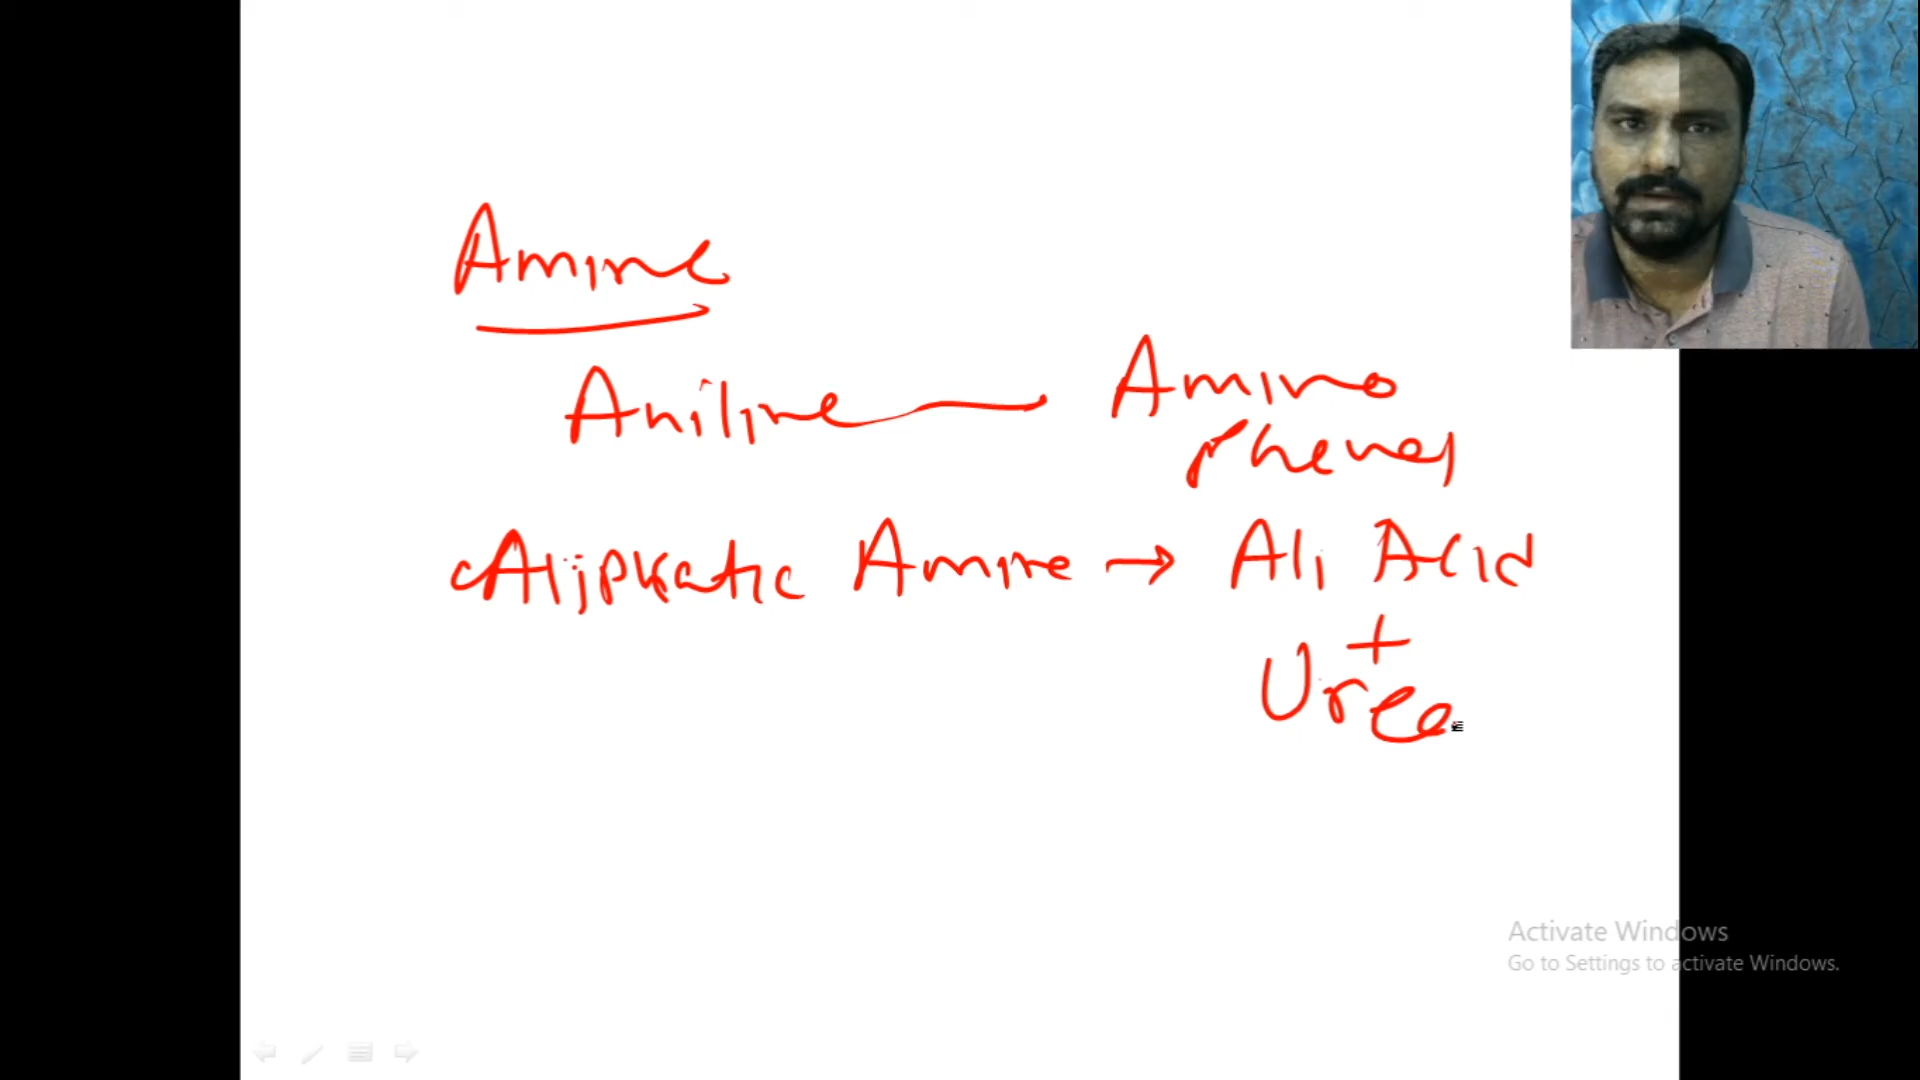 Amine
Aniline — Amino
phenol
Aliphatic Amine → Ali Acid
+
Urea
Activate Windows
Go to Settings to activate Windows.